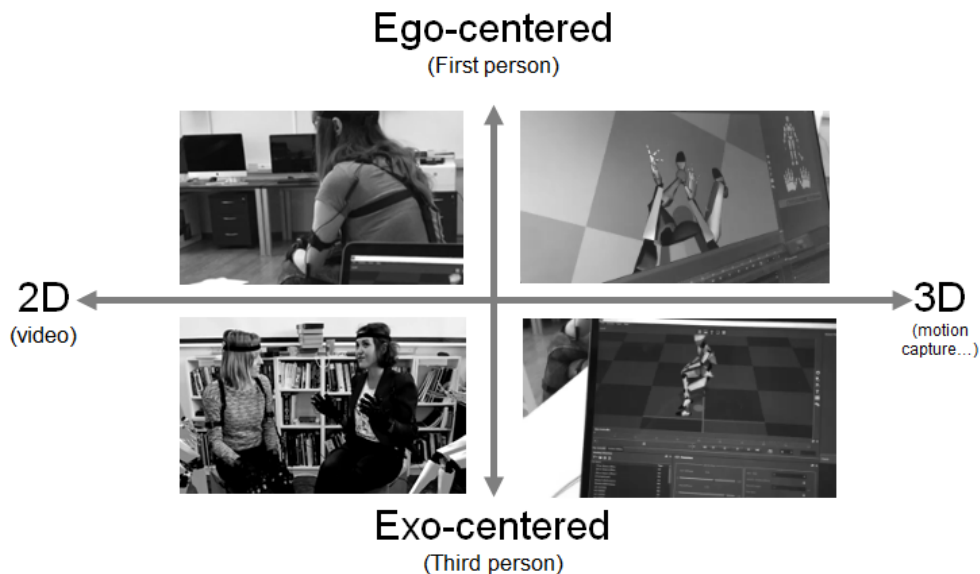 Ego-centered
(First person)
2D
(video)
3D
(motion
capture…)
Exo-centered
(Third person)